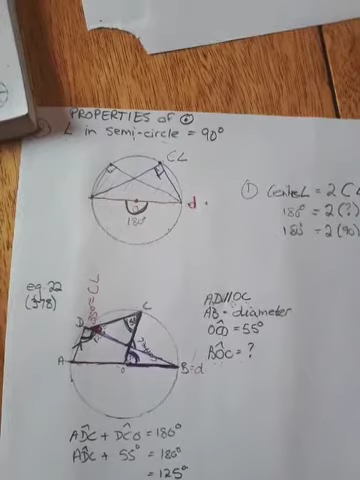 PROPERTIES of ⊙
∠ in semi-circle = 90°
C∠
d
180°
① Center∠ = 2 (∠
180° = 2(?)
180° = 2(90)
eg. 22
(378)
AD//OC
AB - diameter
OĈD = 55°
BÔC = ?
D
C
A
O
B=d
AD̂C + DĈO = 180°
AD̂C + 55° = 180°
= 125°